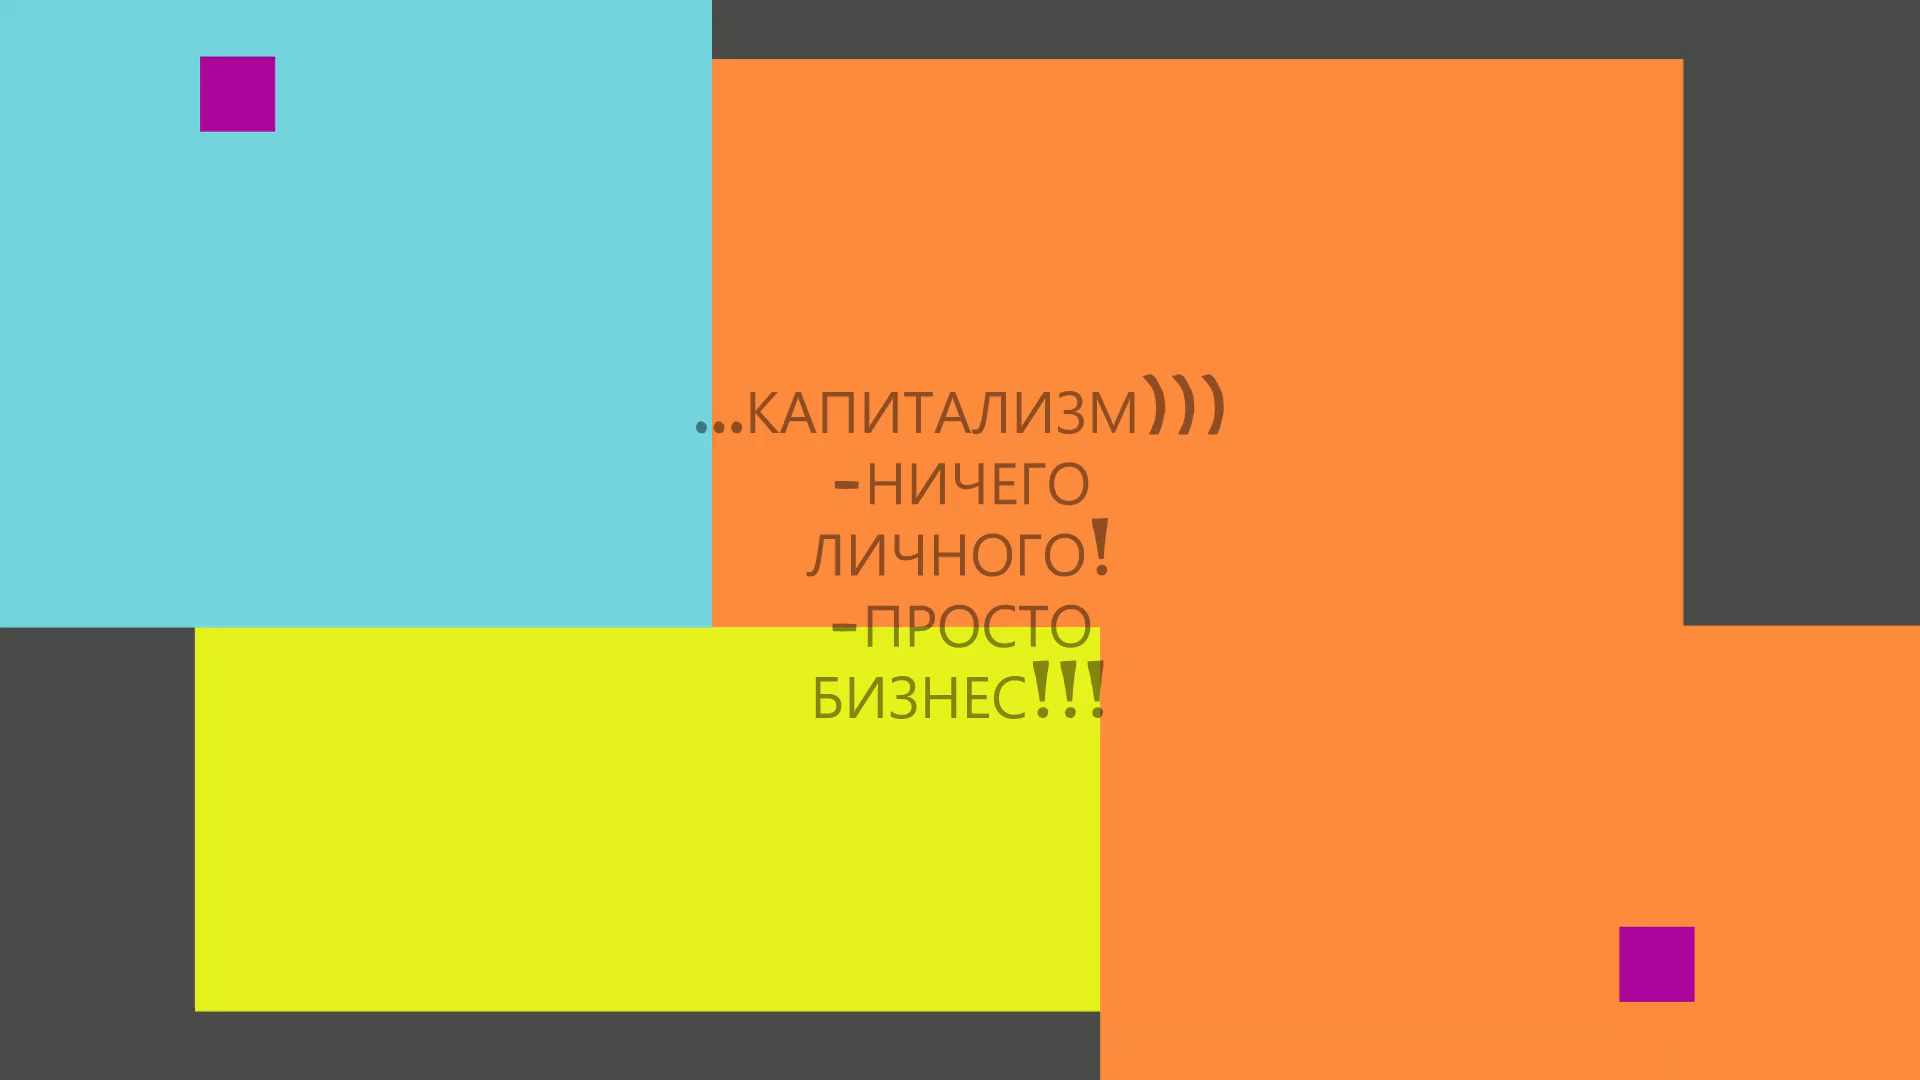 ...КАПИТАЛИЗМ)))
-НИЧЕГО
ЛИЧНОГО!
-ПРОСТО
БИЗНЕС!!!